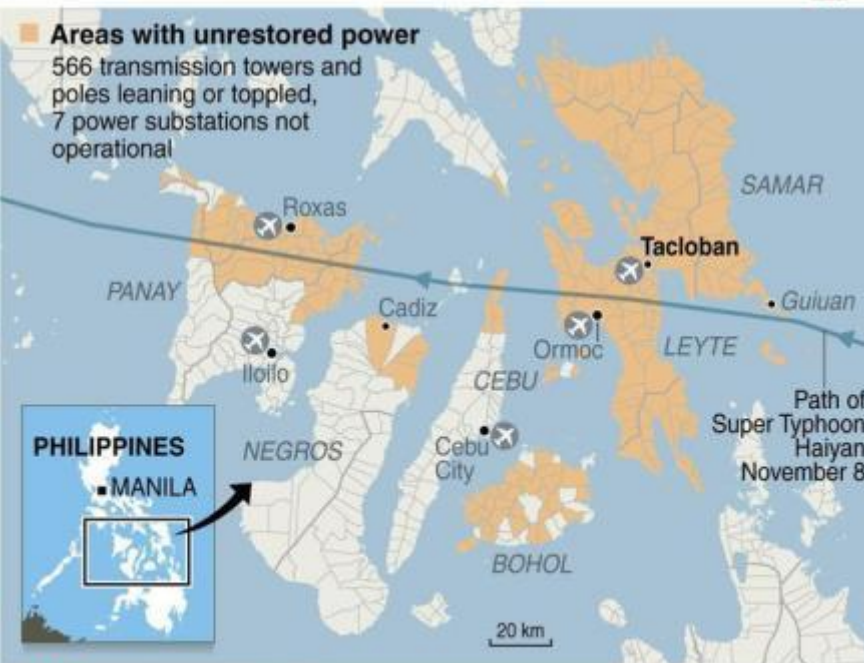 Areas with unrestored power
566 transmission towers and
poles leaning or toppled,
7 power substations not
operational
SAMAR
Roxas
Tacloban
PANAY
Guiuan
Cadiz
Ormoc
LEYTE
Iloilo
CEBU
Path of
Super Typhoon
Haiyan
November 8
NEGROS
Cebu
City
PHILIPPINES
MANILA
BOHOL
20 km